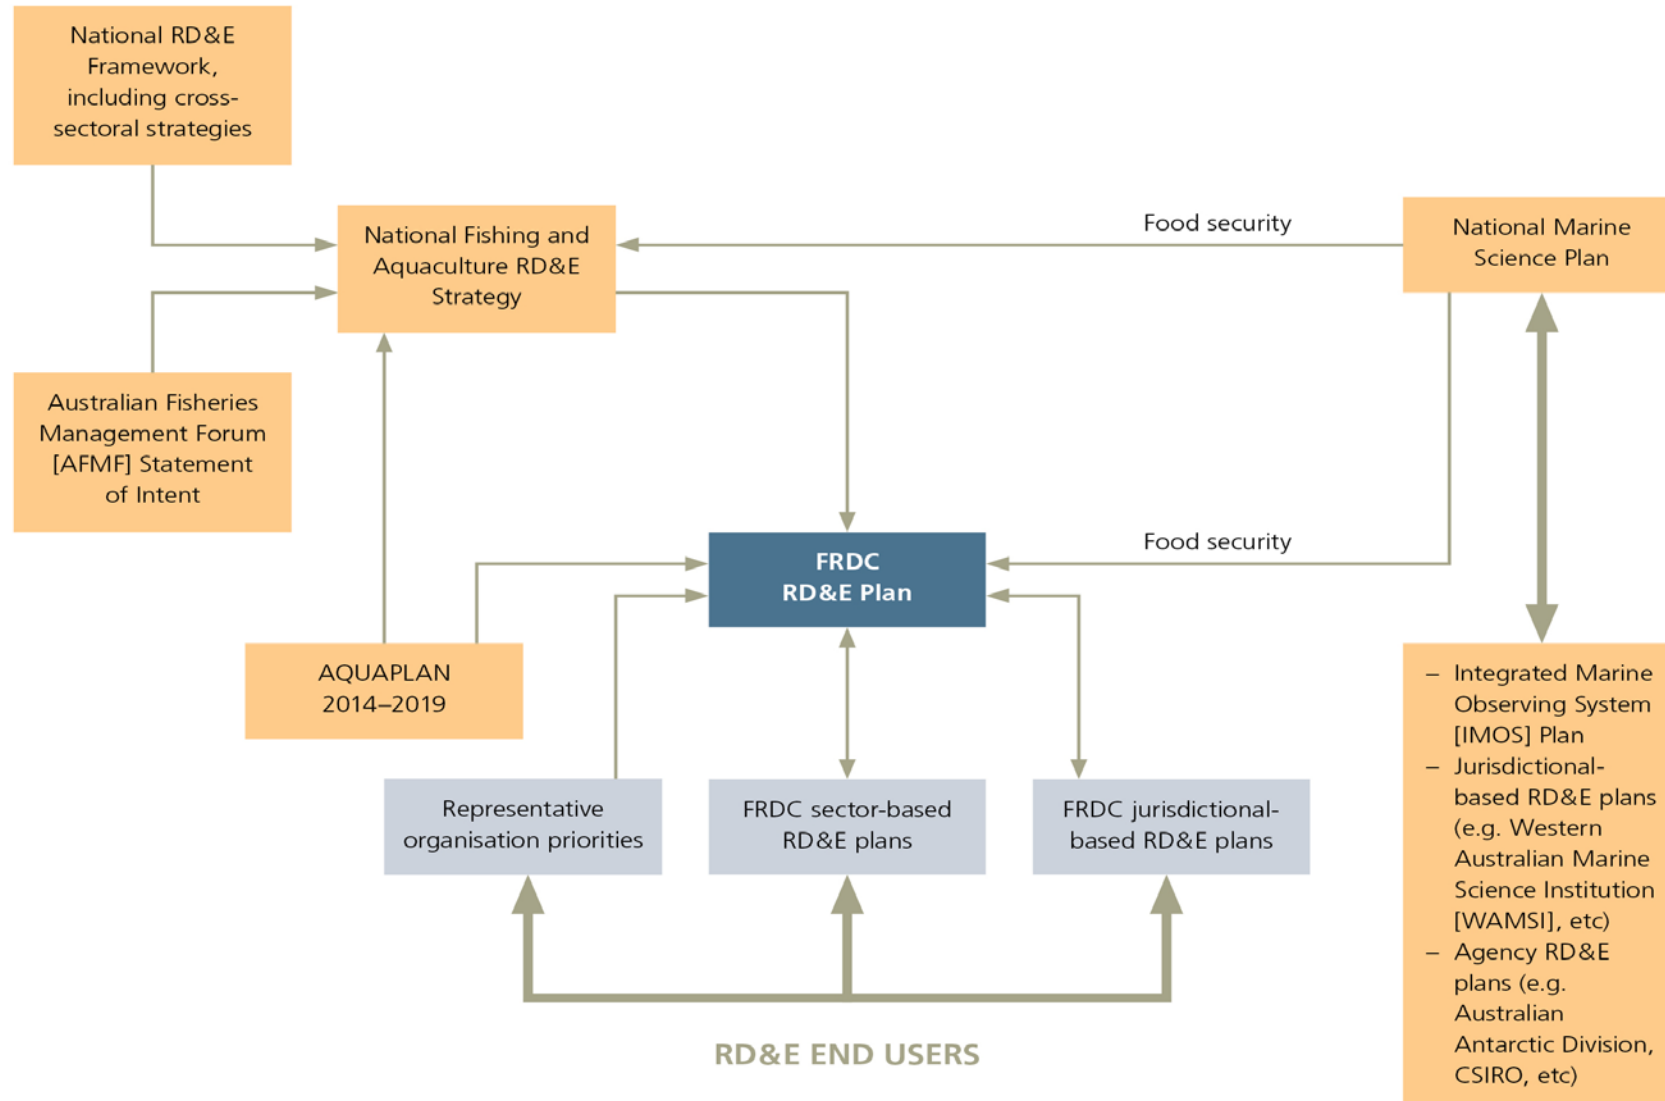 National RD&E
Framework,
including cross-
sectoral strategies
National Fishing and
Aquaculture RD&E
Strategy
Food security
National Marine
Science Plan
Australian Fisheries
Management Forum
[AFMF] Statement
of Intent
FRDC
RD&E Plan
Food security
AQUAPLAN
2014–2019
Representative
organisation priorities
FRDC sector-based
RD&E plans
FRDC jurisdictional-
based RD&E plans
– Integrated Marine
Observing System
[IMOS] Plan
– Jurisdictional-
based RD&E plans
(e.g. Western
Australian Marine
Science Institution
[WAMSI], etc)
– Agency RD&E
plans (e.g.
Australian
Antarctic Division,
CSIRO, etc)
RD&E END USERS